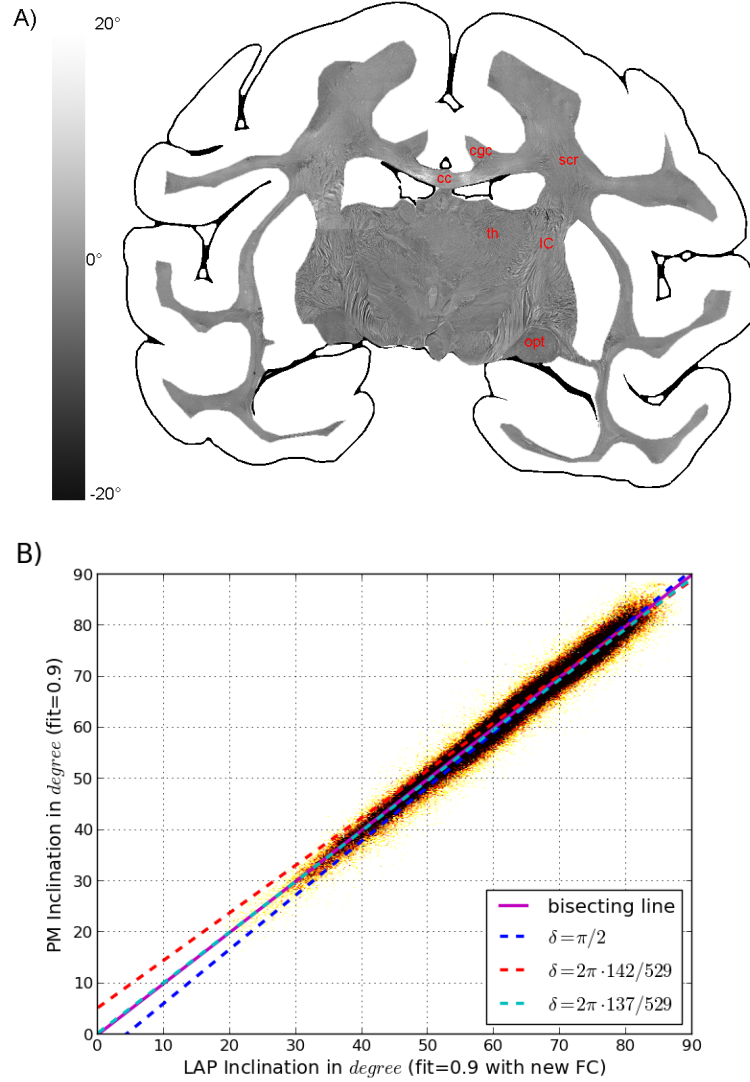 A)
20°
0°
-20°
cgc
cc
scr
th
IC
opt
B)
90
80
70
60
50
40
30
20
10
0
PM Inclination in degree (fit=0.9)
bisecting line
δ=π/2
δ=2π·142/529
δ=2π·137/529
0 10 20 30 40 50 60 70 80 90
LAP Inclination in degree (fit=0.9 with new FC)